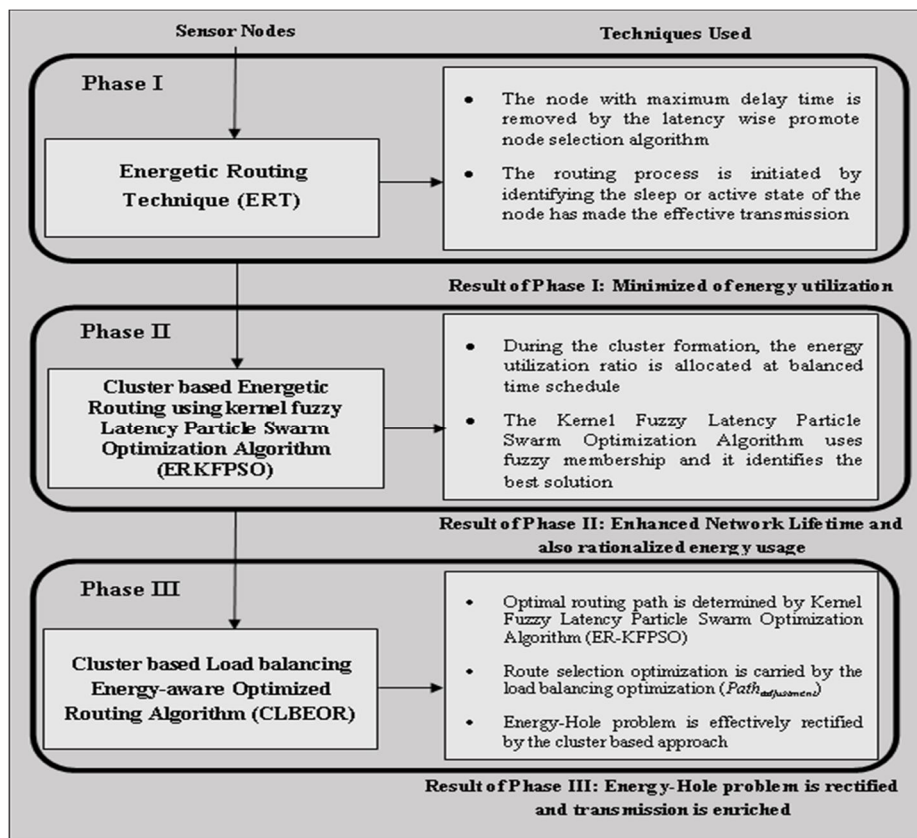 Sensor Nodes
Techniques Used
Phase I
Energetic Routing
Technique (ERT)
• The node with maximum delay time is
removed by the latency wise promote
node selection algorithm
• The routing process is initiated by
identifying the sleep or active state of the
node has made the effective transmission
Result of Phase I: Minimized of energy utilization
Phase II
Cluster based Energetic
Routing using kernel fuzzy
Latency Particle Swarm
Optimization Algorithm
(ERKFPSO)
• During the cluster formation, the energy
utilization ratio is allocated at balanced
time schedule
• The Kernel Fuzzy Latency Particle
Swarm Optimization Algorithm uses
fuzzy membership and it identifies the
best solution
Result of Phase II: Enhanced Network Lifetime and
also rationalized energy usage
Phase III
Cluster based Load balancing
Energy-aware Optimized
Routing Algorithm (CLBEOR)
• Optimal routing path is determined by Kernel
Fuzzy Latency Particle Swarm Optimization
Algorithm (ER-KFPSO)
• Route selection optimization is carried by the
load balancing optimization (Path adjustment)
• Energy-Hole problem is effectively rectified
by the cluster based approach
Result of Phase III: Energy-Hole problem is rectified
and transmission is enriched